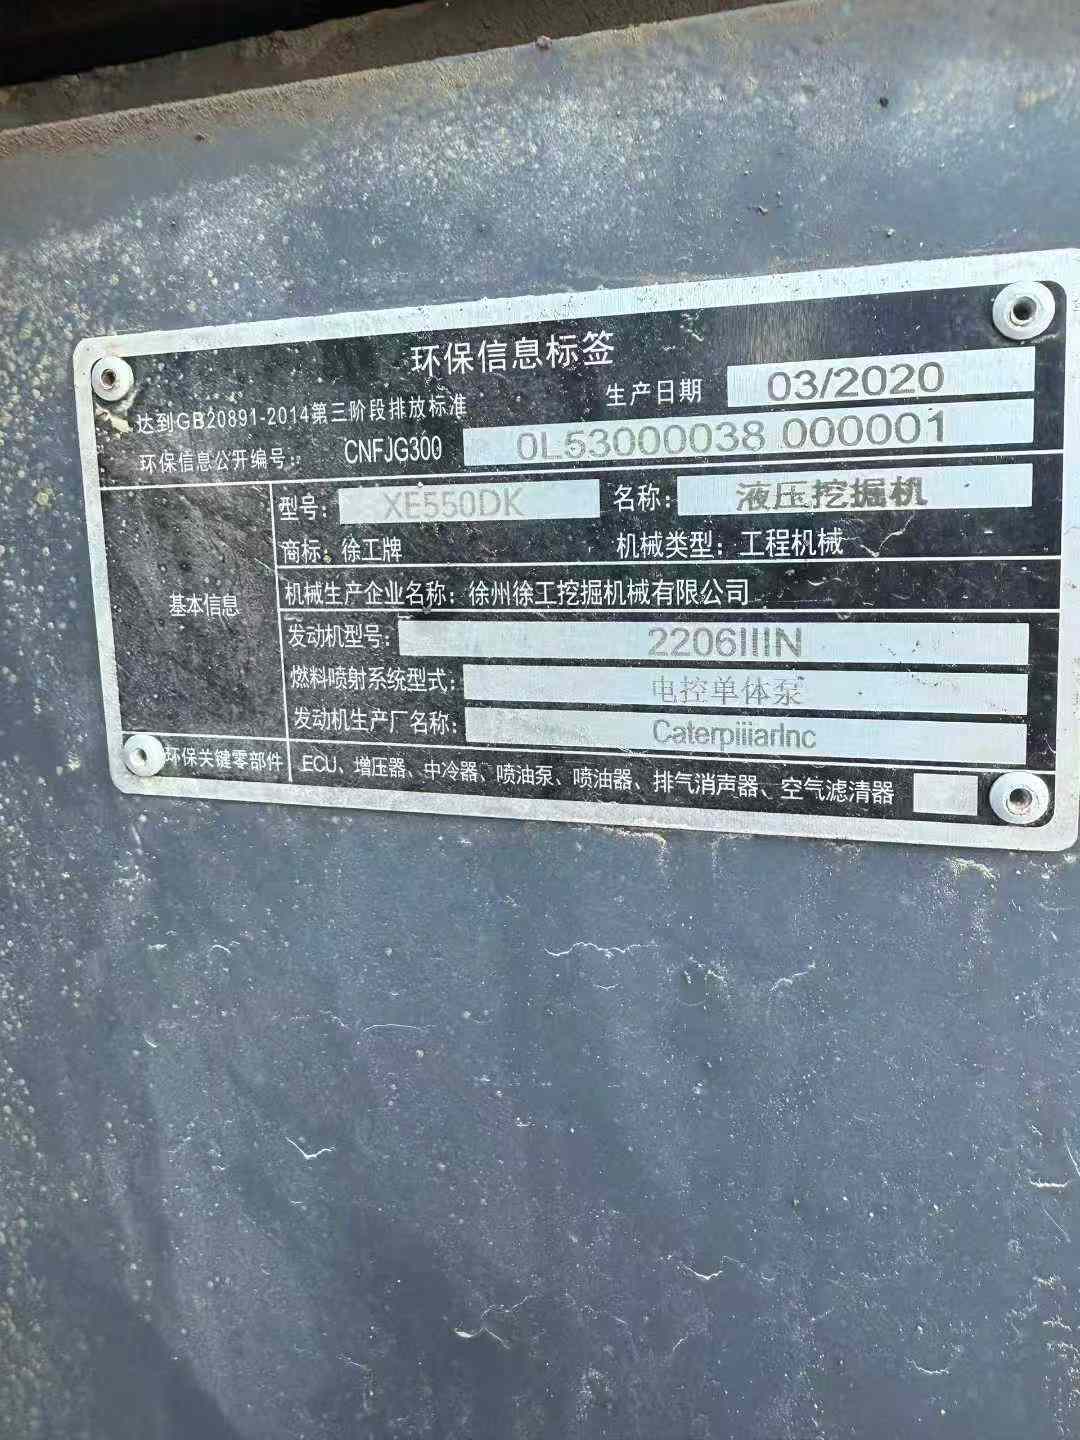 环保信息标签
达到GB20891-2014第三阶段排放标准
生产日期 03/2020
环保信息公开编号: CNFJG300 0L53000038 000001
基本信息
型号: XE550DK 名称: 液压挖掘机
商标: 徐工牌 机械类型: 工程机械
机械生产企业名称: 徐州徐工挖掘机械有限公司
发动机型号: 2206IIIN
燃料喷射系统型式: 电控单体泵
发动机生产厂名称: CaterpiiiarInc
环保关键零部件 ECU、增压器、中冷器、喷油泵、喷油器、排气消声器、空气滤清器